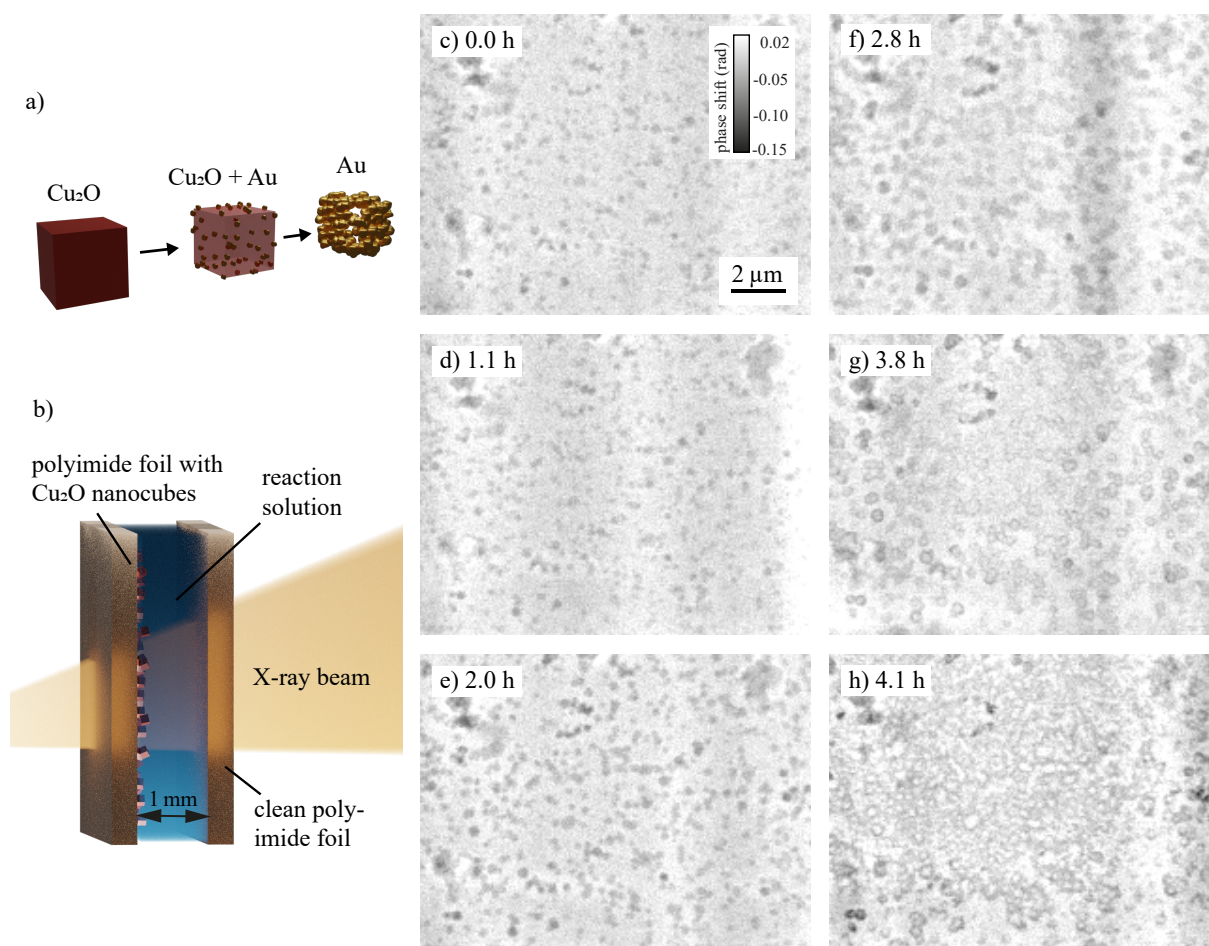 a)
Cu₂O
Cu₂O + Au
Au
b)
polyimide foil with
Cu₂O nanocubes
reaction
solution
X-ray beam
1 mm
clean poly-
imide foil
c) 0.0 h
phase shift (rad)
0.02
-0.05
-0.10
-0.15
2 µm
d) 1.1 h
e) 2.0 h
f) 2.8 h
g) 3.8 h
h) 4.1 h